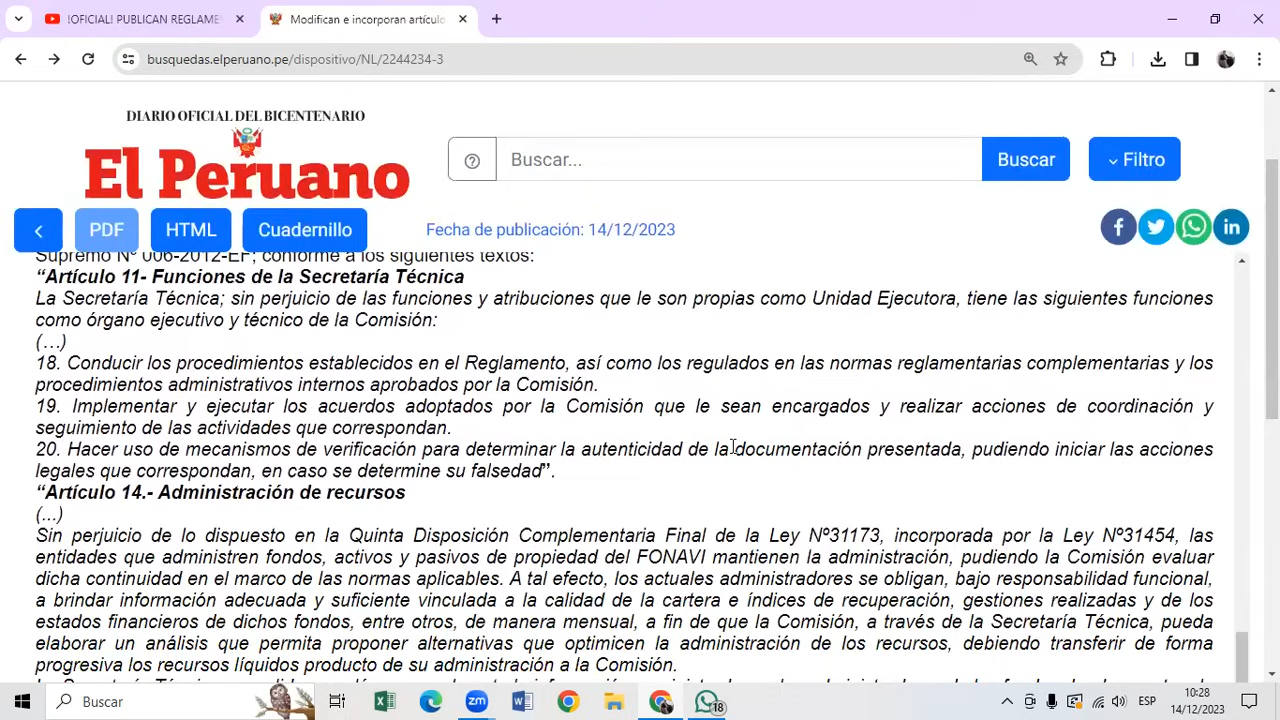 ¡OFICIAL! PUBLICAN REGLAME
Modifican e incorporan artículo
busquedas.elperuano.pe/dispositivo/NL/2244234-3
DIARIO OFICIAL DEL BICENTENARIO
El Peruano
Buscar...
Buscar
Filtro
PDF
HTML
Cuadernillo
Fecha de publicación: 14/12/2023
Supremo Nº 006-2012-EF; conforme a los siguientes textos:
“Artículo 11- Funciones de la Secretaría Técnica
La Secretaría Técnica; sin perjuicio de las funciones y atribuciones que le son propias como Unidad Ejecutora, tiene las siguientes funciones
como órgano ejecutivo y técnico de la Comisión:
(…)
18. Conducir los procedimientos establecidos en el Reglamento, así como los regulados en las normas reglamentarias complementarias y los
procedimientos administrativos internos aprobados por la Comisión.
19. Implementar y ejecutar los acuerdos adoptados por la Comisión que le sean encargados y realizar acciones de coordinación y
seguimiento de las actividades que correspondan.
20. Hacer uso de mecanismos de verificación para determinar la autenticidad de la documentación presentada, pudiendo iniciar las acciones
legales que correspondan, en caso se determine su falsedad”.
“Artículo 14.- Administración de recursos
(...)
Sin perjuicio de lo dispuesto en la Quinta Disposición Complementaria Final de la Ley Nº31173, incorporada por la Ley Nº31454, las
entidades que administren fondos, activos y pasivos de propiedad del FONAVI mantienen la administración, pudiendo la Comisión evaluar
dicha continuidad en el marco de las normas aplicables. A tal efecto, los actuales administradores se obligan, bajo responsabilidad funcional,
a brindar información adecuada y suficiente vinculada a la calidad de la cartera e índices de recuperación, gestiones realizadas y de los
estados financieros de dichos fondos, entre otros, de manera mensual, a fin de que la Comisión, a través de la Secretaría Técnica, pueda
elaborar un análisis que permita proponer alternativas que optimicen la administración de los recursos, debiendo transferir de forma
progresiva los recursos líquidos producto de su administración a la Comisión.
Buscar
zm
18
ESP
10:28
14/12/2023